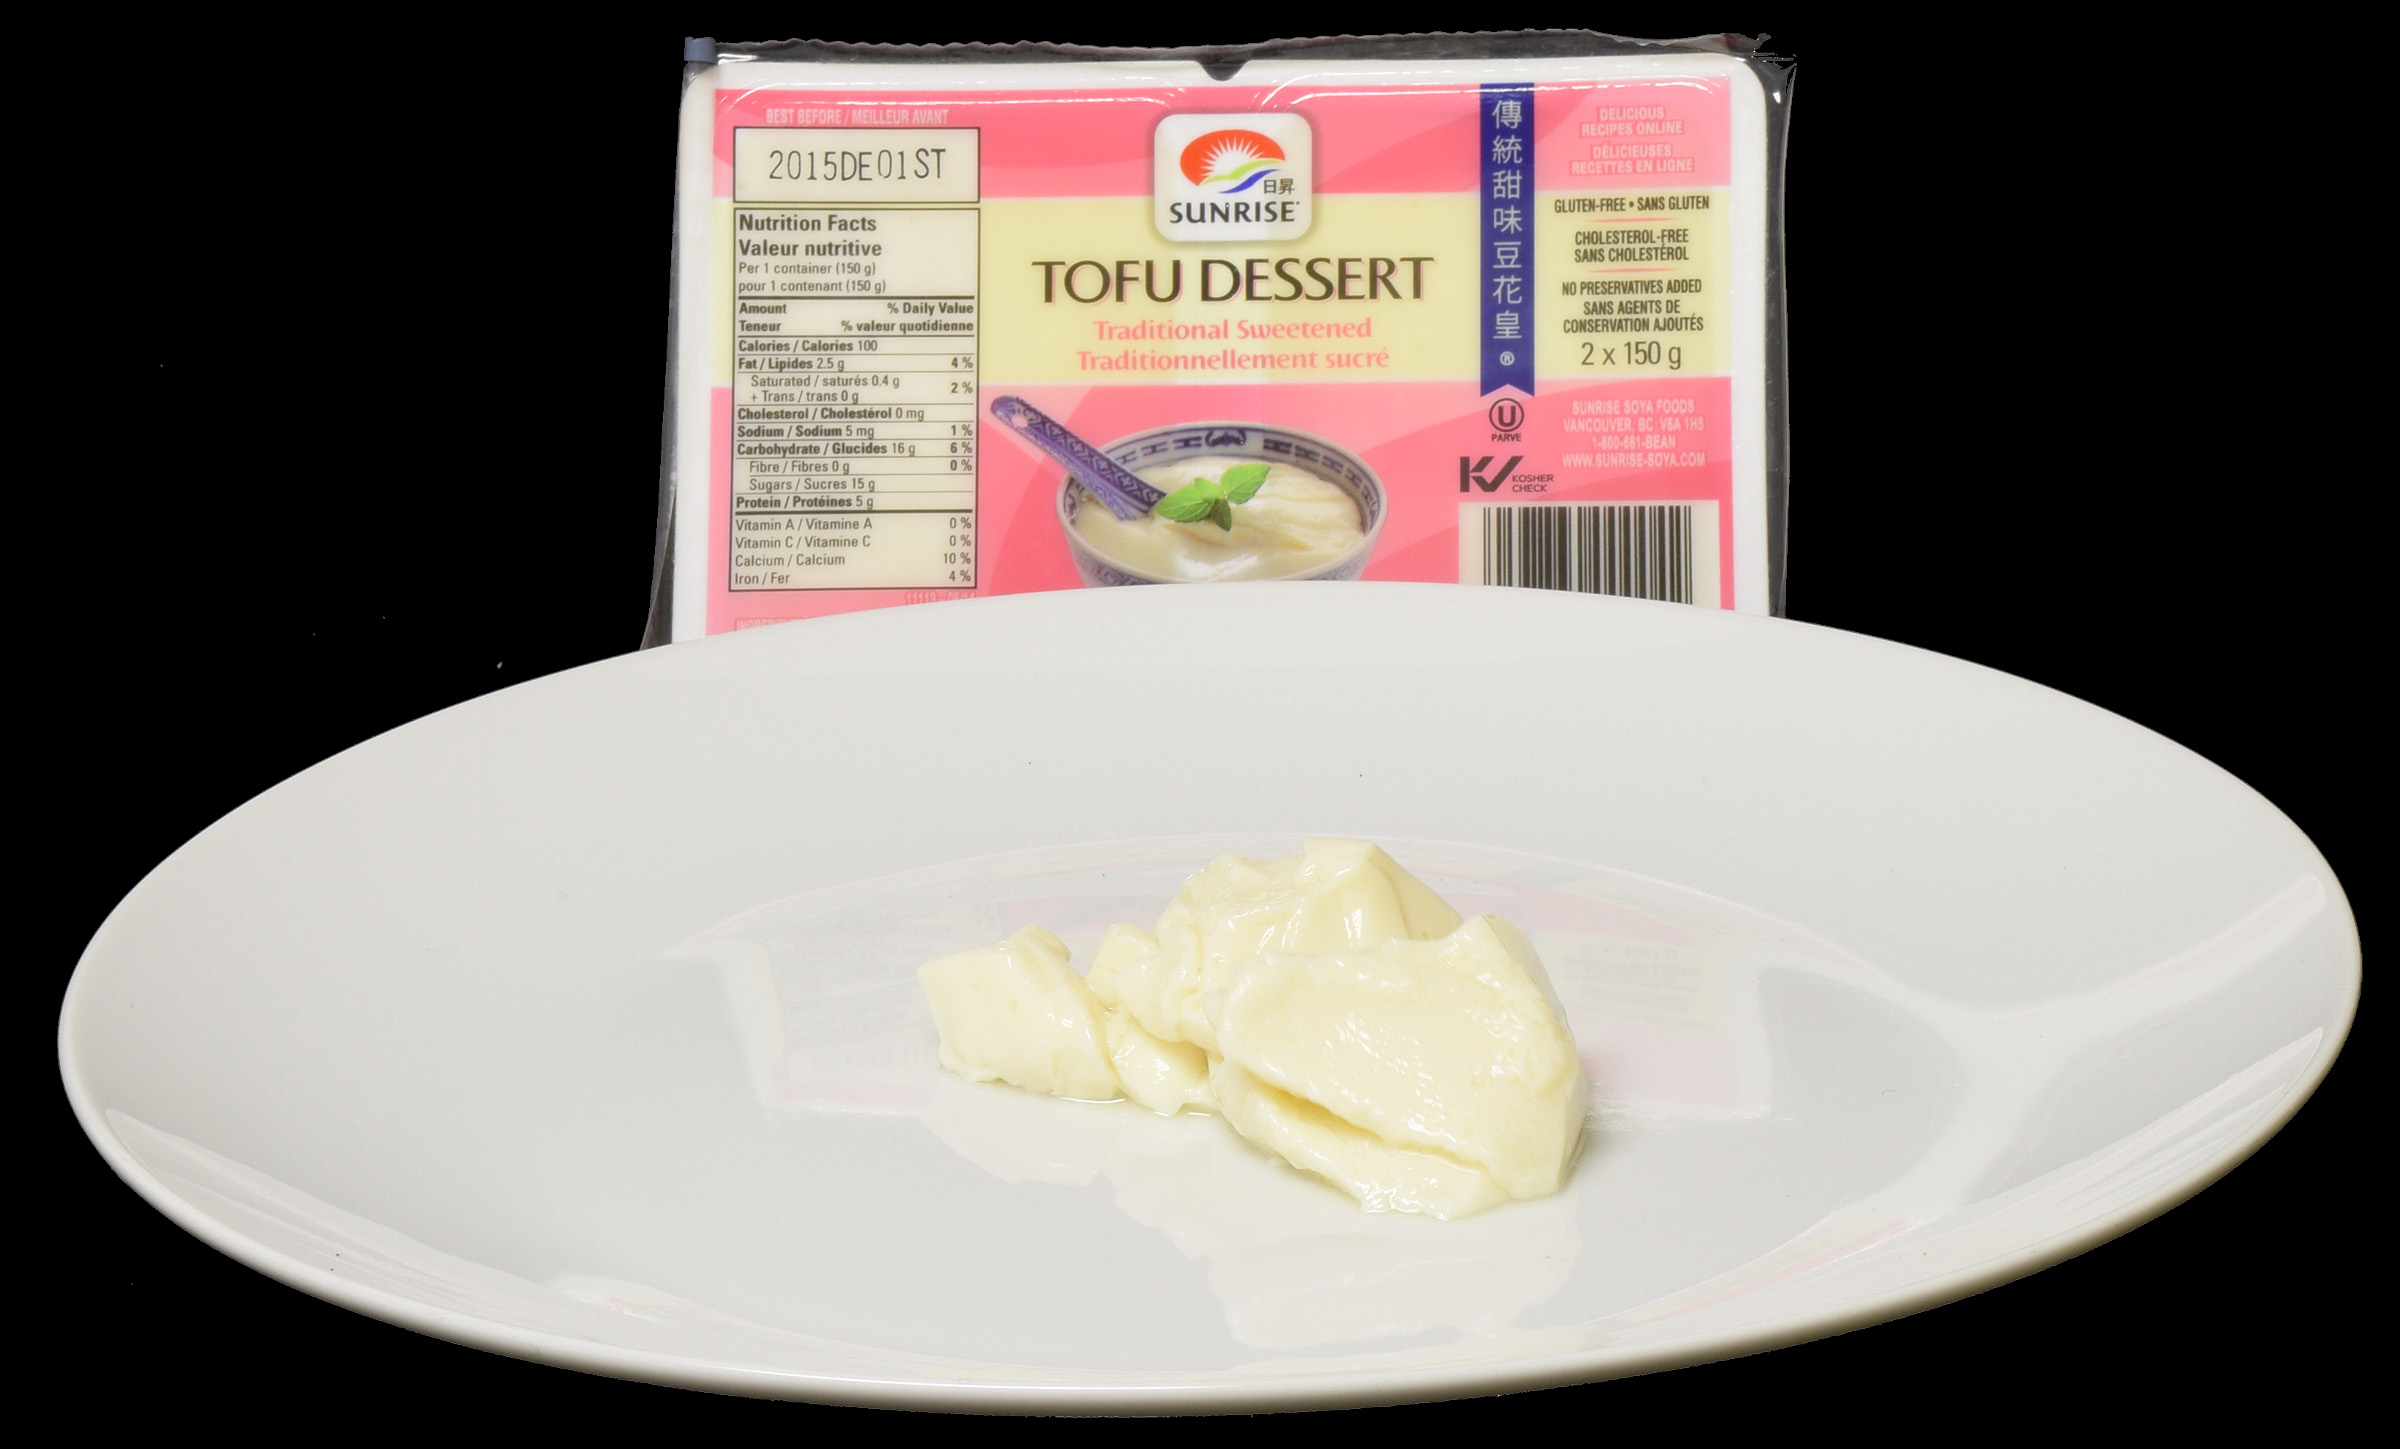 BEST BEFORE / MEILLEUR AVANT
2015DE01ST
Nutrition Facts
Valeur nutritive
Per 1 container (150 g)
pour 1 contenant (150 g)
Amount % Daily Value
Teneur % valeur quotidienne
Calories / Calories 100
Fat / Lipides 2.5 g 4 %
Saturated / saturés 0.4 g
+ Trans / trans 0 g 2 %
Cholesterol / Cholestérol 0 mg
Sodium / Sodium 5 mg 1 %
Carbohydrate / Glucides 16 g 6 %
Fibre / Fibres 0 g 0 %
Sugars / Sucres 15 g
Protein / Protéines 5 g
Vitamin A / Vitamine A 0 %
Vitamin C / Vitamine C 0 %
Calcium / Calcium 10 %
Iron / Fer 4 %
日昇
SUNRISE
TOFU DESSERT
Traditional Sweetened
Traditionnellement sucré
傳統甜味豆花皇®
U
PARVE
KV KOSHER
CHECK
DELICIOUS
RECIPES ONLINE
DÉLICIEUSES
RECETTES EN LIGNE
GLUTEN-FREE • SANS GLUTEN
CHOLESTEROL-FREE
SANS CHOLESTÉROL
NO PRESERVATIVES ADDED
SANS AGENTS DE
CONSERVATION AJOUTÉS
2 x 150 g
SUNRISE SOYA FOODS
VANCOUVER, BC V6A 1H5
1-800-661-BEAN
WWW.SUNRISE-SOYA.COM